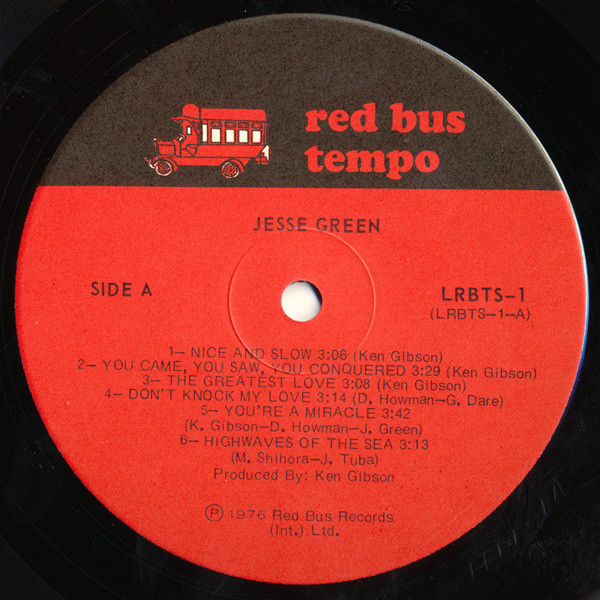 red bus
tempo
JESSE GREEN
SIDE A
LRBTS-1
(LRBTS-1-A)
1- NICE AND SLOW 3:06 (Ken Gibson)
2- YOU CAME, YOU SAW, YOU CONQUERED 3:29 (Ken Gibson)
3- THE GREATEST LOVE 3:08 (Ken Gibson)
4- DON'T KNOCK MY LOVE 3:14 (D. Howman-G. Dare)
5- YOU'RE A MIRACLE 3:42
(K. Gibson-D. Howman-J. Green)
6- HIGHWAVES OF THE SEA 3:13
(M. Shihora-J. Tuba)
Produced By: Ken Gibson
Ⓟ 1976 Red Bus Records
(Int.) Ltd.